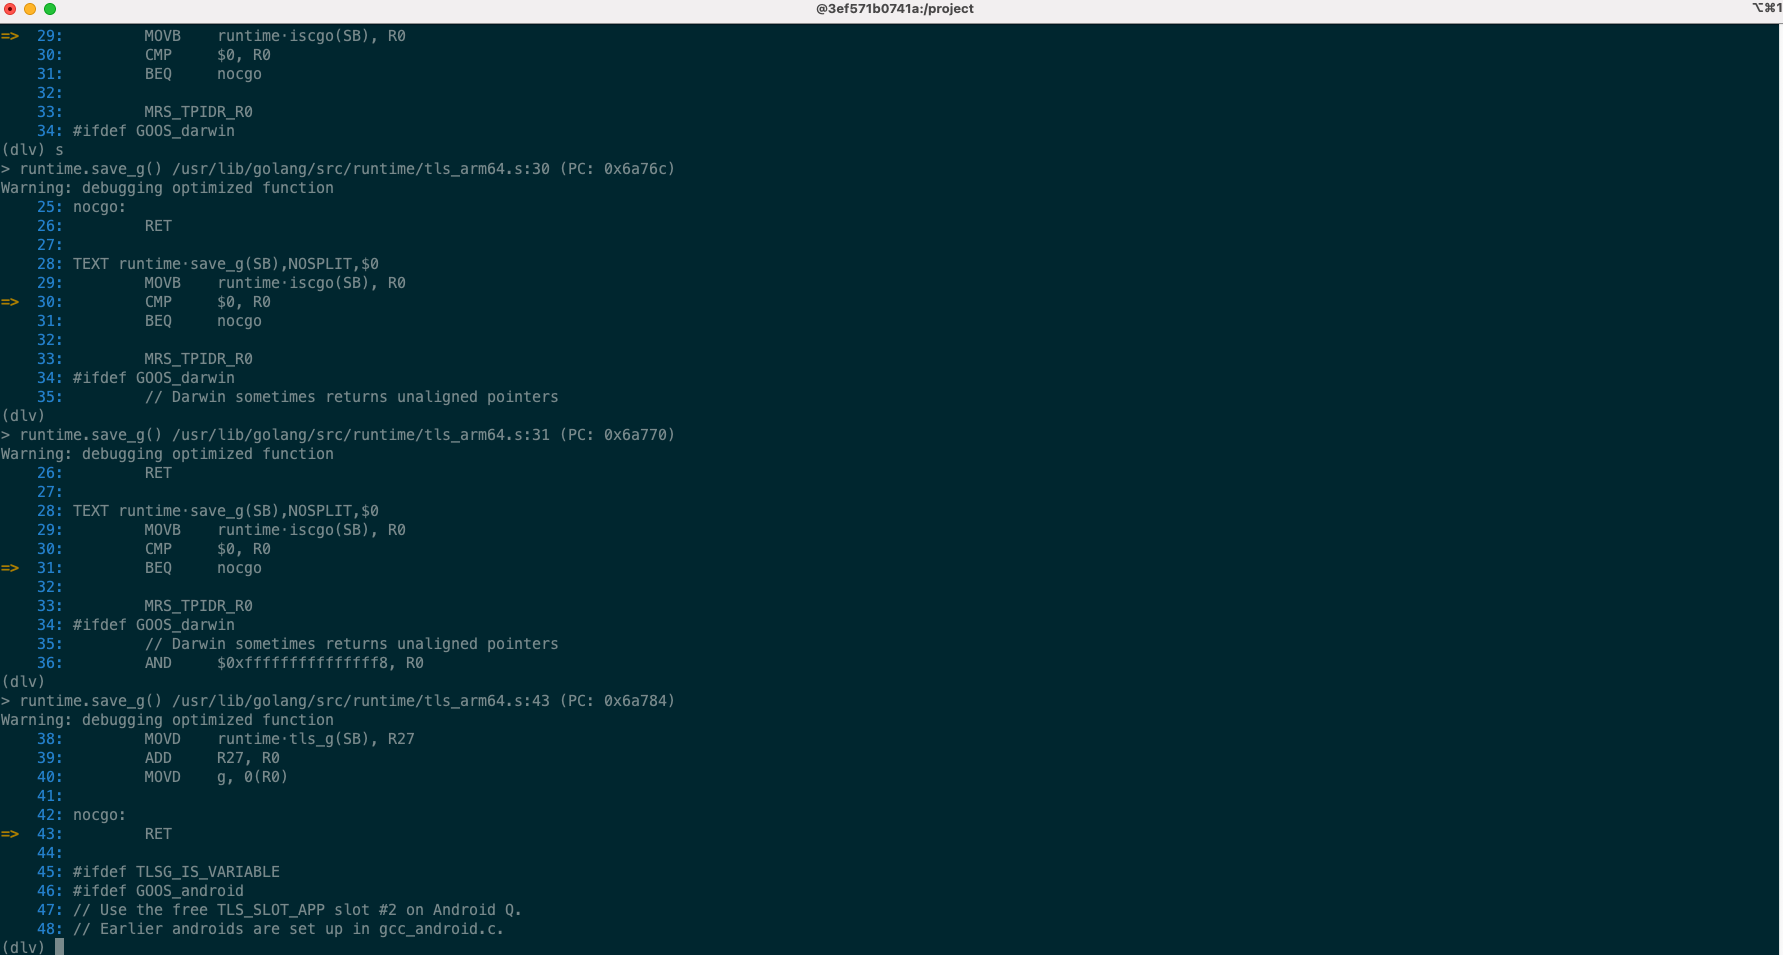 @3ef571b0741a:/project
⌥⌘1
=>  29:         MOVB    runtime·iscgo(SB), R0
    30:         CMP     $0, R0
    31:         BEQ     nocgo
    32:
    33:         MRS_TPIDR_R0
    34: #ifdef GOOS_darwin
(dlv) s
> runtime.save_g() /usr/lib/golang/src/runtime/tls_arm64.s:30 (PC: 0x6a76c)
Warning: debugging optimized function
    25: nocgo:
    26:         RET
    27:
    28: TEXT runtime·save_g(SB),NOSPLIT,$0
    29:         MOVB    runtime·iscgo(SB), R0
=>  30:         CMP     $0, R0
    31:         BEQ     nocgo
    32:
    33:         MRS_TPIDR_R0
    34: #ifdef GOOS_darwin
    35:         // Darwin sometimes returns unaligned pointers
(dlv)
> runtime.save_g() /usr/lib/golang/src/runtime/tls_arm64.s:31 (PC: 0x6a770)
Warning: debugging optimized function
    26:         RET
    27:
    28: TEXT runtime·save_g(SB),NOSPLIT,$0
    29:         MOVB    runtime·iscgo(SB), R0
    30:         CMP     $0, R0
=>  31:         BEQ     nocgo
    32:
    33:         MRS_TPIDR_R0
    34: #ifdef GOOS_darwin
    35:         // Darwin sometimes returns unaligned pointers
    36:         AND     $0xfffffffffffffff8, R0
(dlv)
> runtime.save_g() /usr/lib/golang/src/runtime/tls_arm64.s:43 (PC: 0x6a784)
Warning: debugging optimized function
    38:         MOVD    runtime·tls_g(SB), R27
    39:         ADD     R27, R0
    40:         MOVD    g, 0(R0)
    41:
    42: nocgo:
=>  43:         RET
    44:
    45: #ifdef TLSG_IS_VARIABLE
    46: #ifdef GOOS_android
    47: // Use the free TLS_SLOT_APP slot #2 on Android Q.
    48: // Earlier androids are set up in gcc_android.c.
(dlv)